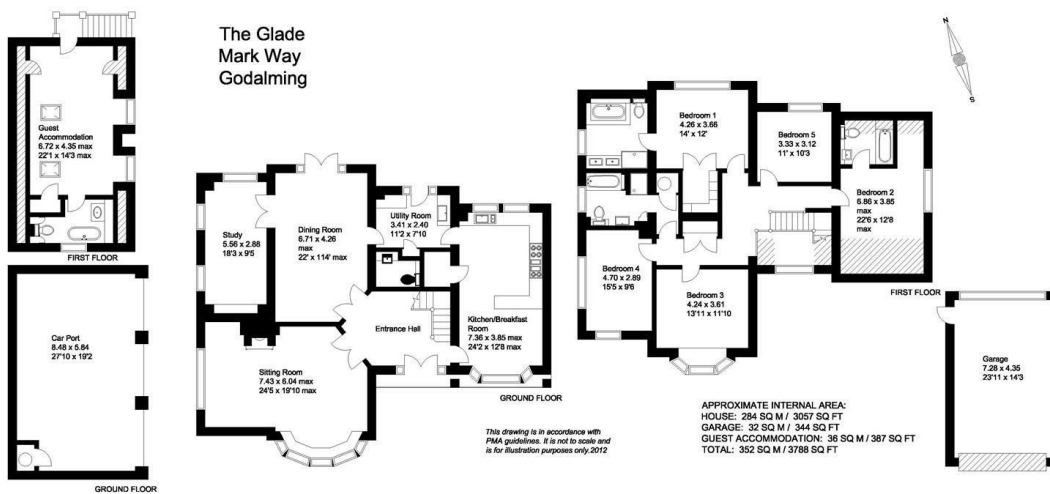 The Glade
Mark Way
Godalming
N
S
Guest
Accommodation
6.72 x 4.35 max
22'1 x 14'3 max
FIRST FLOOR
Car Port
8.48 x 5.84
27'10 x 19'2
GROUND FLOOR
Study
5.56 x 2.88
18'3 x 9'5
Dining Room
6.71 x 4.26
max
22' x 114' max
Utility Room
3.41 x 2.40
11'2 x 7'10
Entrance Hall
Kitchen/Breakfast
Room
7.36 x 3.85 max
24'2 x 12'8 max
Sitting Room
7.43 x 6.04 max
24'5 x 19'10 max
GROUND FLOOR
This drawing is in accordance with
PMA guidelines. It is not to scale and
is for illustration purposes only.2012
Bedroom 1
4.26 x 3.66
14' x 12'
Bedroom 5
3.33 x 3.12
11' x 10'3
Bedroom 2
6.86 x 3.85
max
22'6 x 12'8
max
Bedroom 4
4.70 x 2.89
15'5 x 9'6
Bedroom 3
4.24 x 3.61
13'11 x 11'10
FIRST FLOOR
Garage
7.28 x 4.35
23'11 x 14'3
APPROXIMATE INTERNAL AREA:
HOUSE: 284 SQ M / 3057 SQ FT
GARAGE: 32 SQ M / 344 SQ FT
GUEST ACCOMMODATION: 36 SQ M / 387 SQ FT
TOTAL: 352 SQ M / 3788 SQ FT